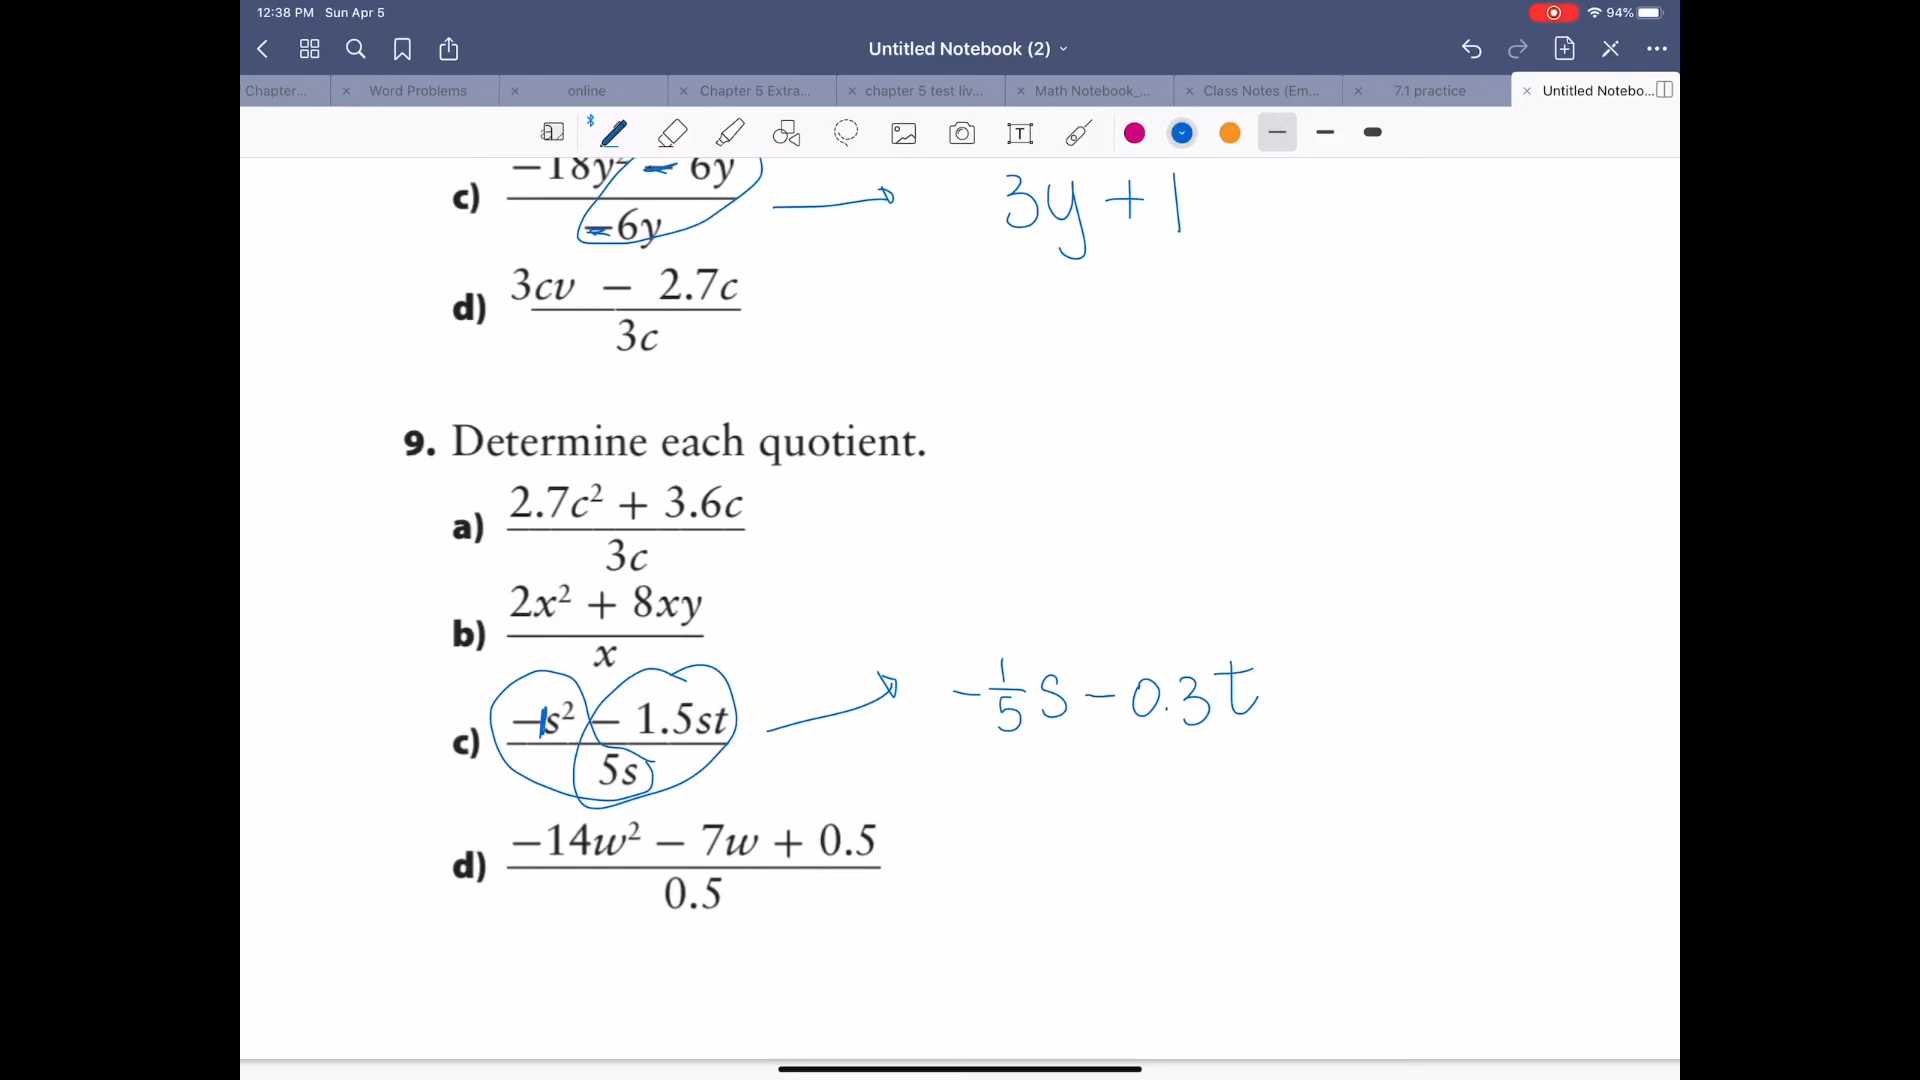 12:38 PM Sun Apr 5 94%
Untitled Notebook (2)
Chapter... × Word Problems × online × Chapter 5 Extra... × chapter 5 test liv... × Math Notebook_... × Class Notes (Em... × 7.1 practice × Untitled Notebo...
c) −18y² − 6y / −6y → 3y + 1
d) 3cv − 2.7c / 3c
9. Determine each quotient.
a) 2.7c² + 3.6c / 3c
b) 2x² + 8xy / x
c) −1s² − 1.5st / 5s → −1/5 s − 0.3t
d) −14w² − 7w + 0.5 / 0.5